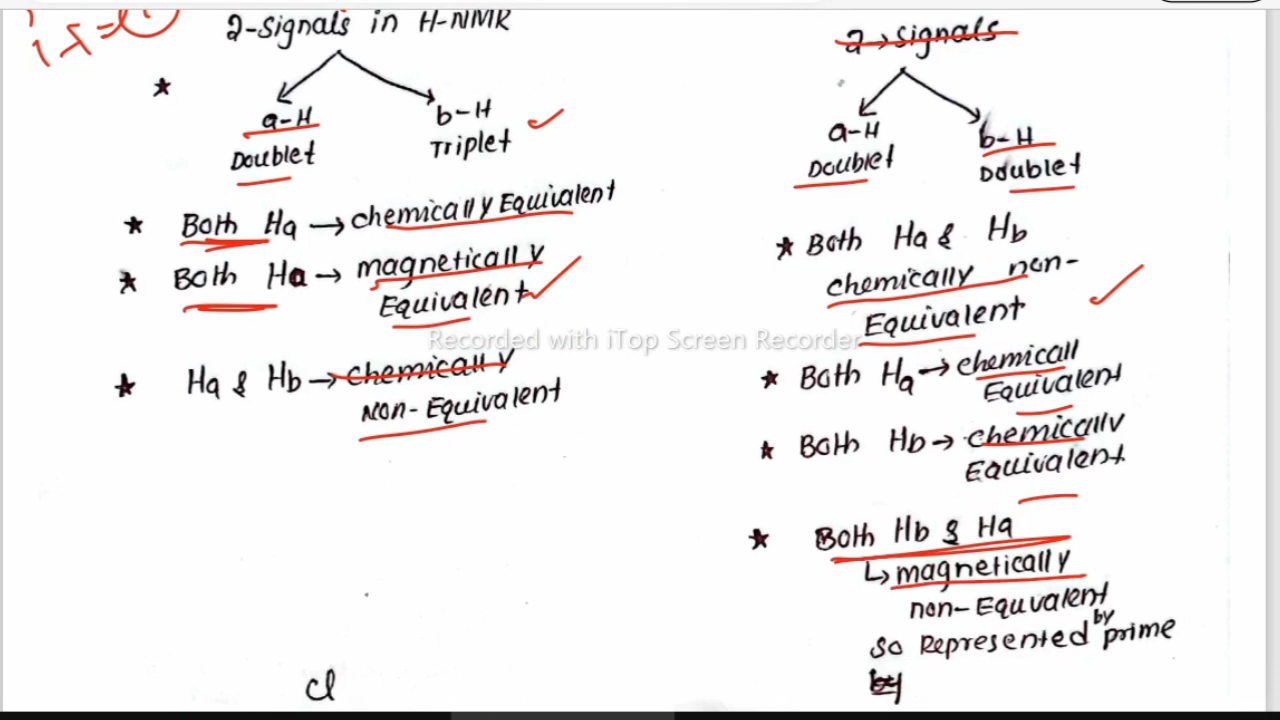 2-Signals in H-NMR
a-H
Doublet
b-H
Triplet
★ Both Ha → chemically Equivalent
★ Both Ha → magnetically
Equivalent
★ Ha & Hb → chemically
Non-Equivalent
Cl
2 → signals
a-H
Doublet
b-H
Doublet
★ Both Ha & Hb
chemically non-
Equivalent
★ Both Ha → chemicall
Equivalent
★ Both Hb → chemically
Equivalent
★ Both Hb & Ha
↳ magnetically
non-Equvalent
so Represented by prime
Recorded with iTop Screen Recorder